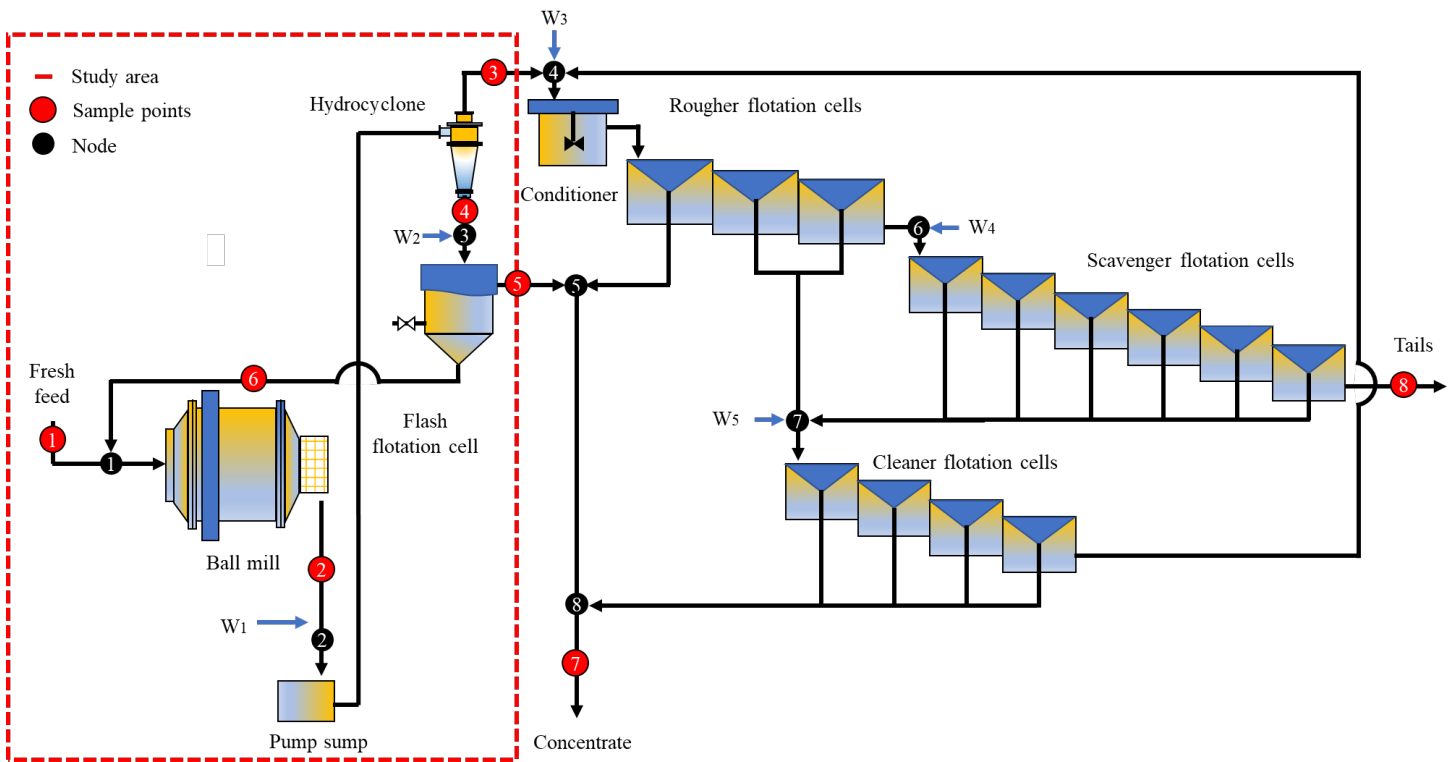 W3
Study area
Sample points
Node
Hydrocyclone
3
4
Rougher flotation cells
Conditioner
4
W2
3
6
W4
Scavenger flotation cells
5
5
Tails
8
Fresh
feed
6
Flash
flotation cell
1
1
W5
7
Cleaner flotation cells
Ball mill
2
W1
2
8
7
Pump sump
Concentrate